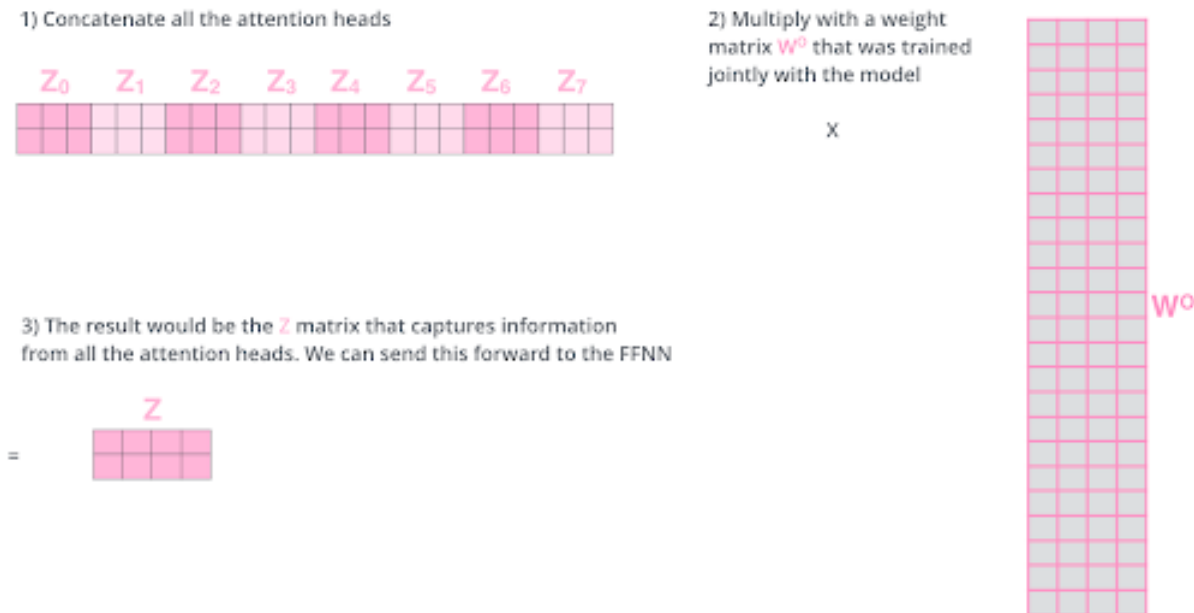 1) Concatenate all the attention heads
Z0 Z1 Z2 Z3 Z4 Z5 Z6 Z7
2) Multiply with a weight
matrix W^O that was trained
jointly with the model
X
W^O
3) The result would be the Z matrix that captures information
from all the attention heads. We can send this forward to the FFNN
Z
=